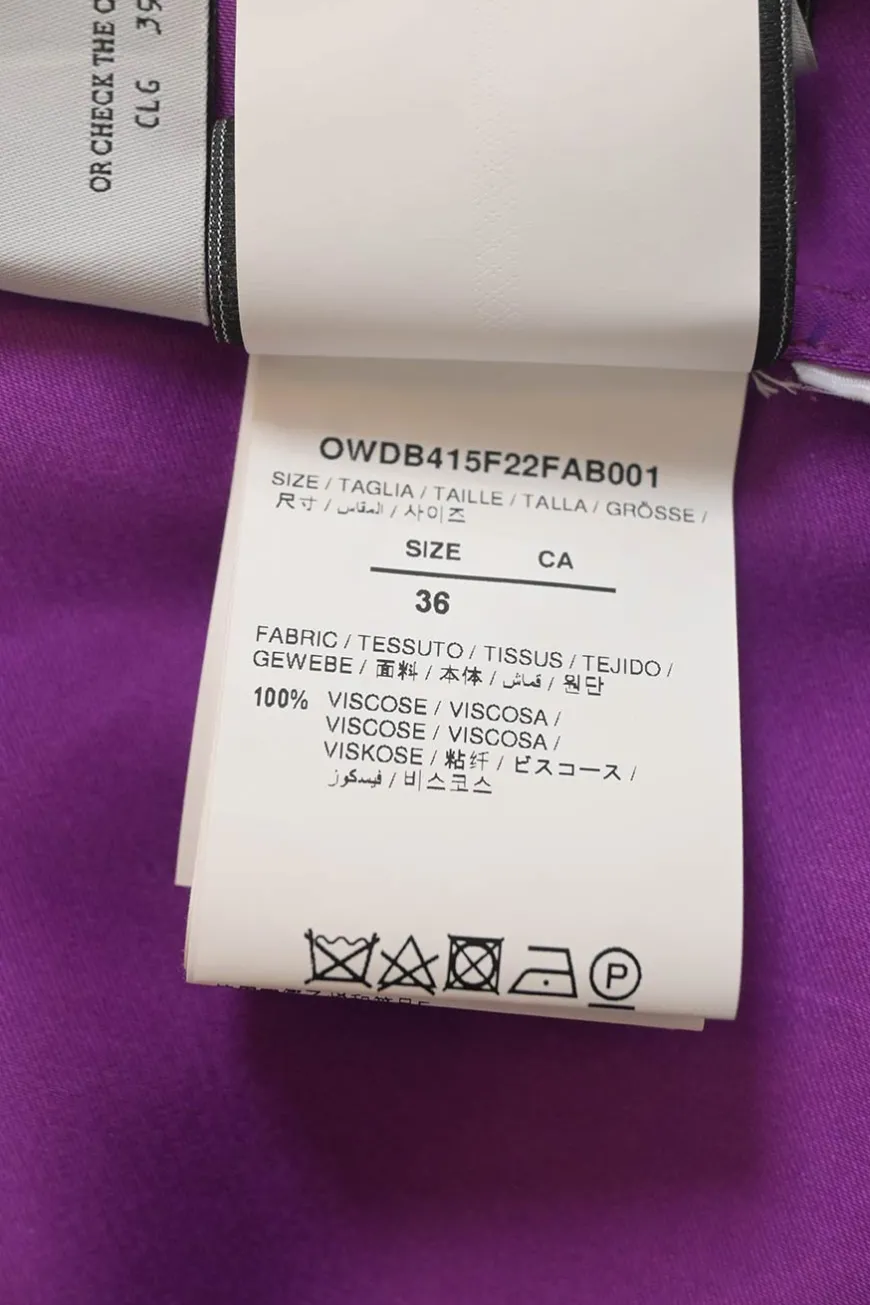 OR CHECK THE C
CLG 39
OWDB415F22FAB001
SIZE / TAGLIA / TAILLE / TALLA / GRÖSSE /
尺寸 / المقاس / 사이즈
SIZE CA
36
FABRIC / TESSUTO / TISSUS / TEJIDO /
GEWEBE / 面料 / 本体 / قماش / 원단
100% VISCOSE / VISCOSA /
VISCOSE / VISCOSA /
VISKOSE / 粘纤 / ビスコース /
فيسكوز / 비스코스
P